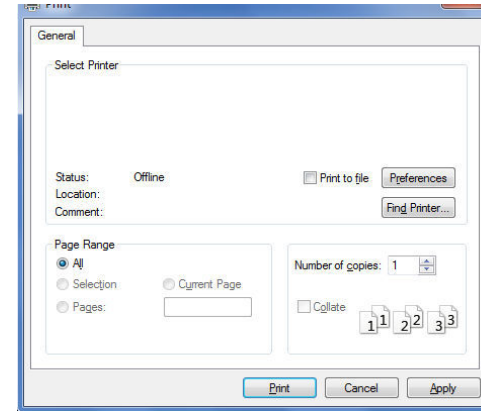 Print
General
Select Printer
Status: Offline
Print to file
Preferences
Location:
Comment:
Find Printer...
Page Range
All
Selection
Current Page
Pages:
Number of copies: 1
Collate
1 1 2 2 3 3
Print
Cancel
Apply